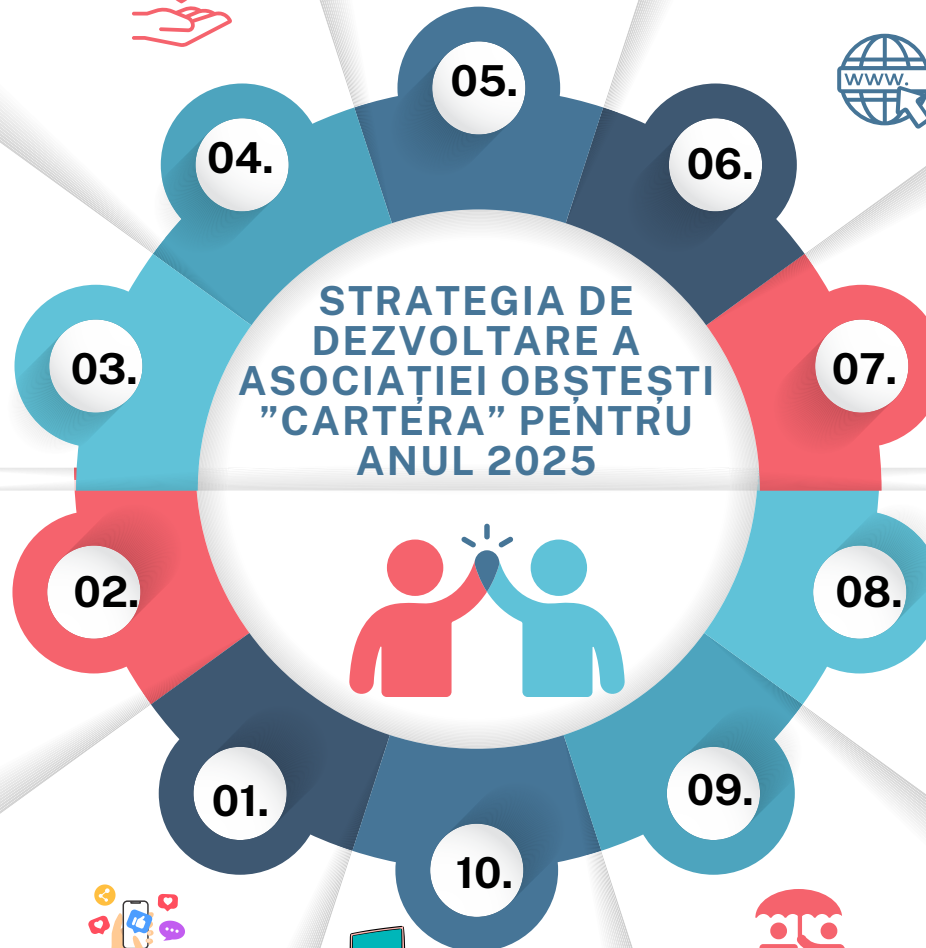 05.
04.
06.
WWW.
03.
07.
STRATEGIA DE
DEZVOLTARE A
ASOCIAȚIEI OBȘTEȘTI
”CARTERA” PENTRU
ANUL 2025
02.
08.
01.
09.
10.